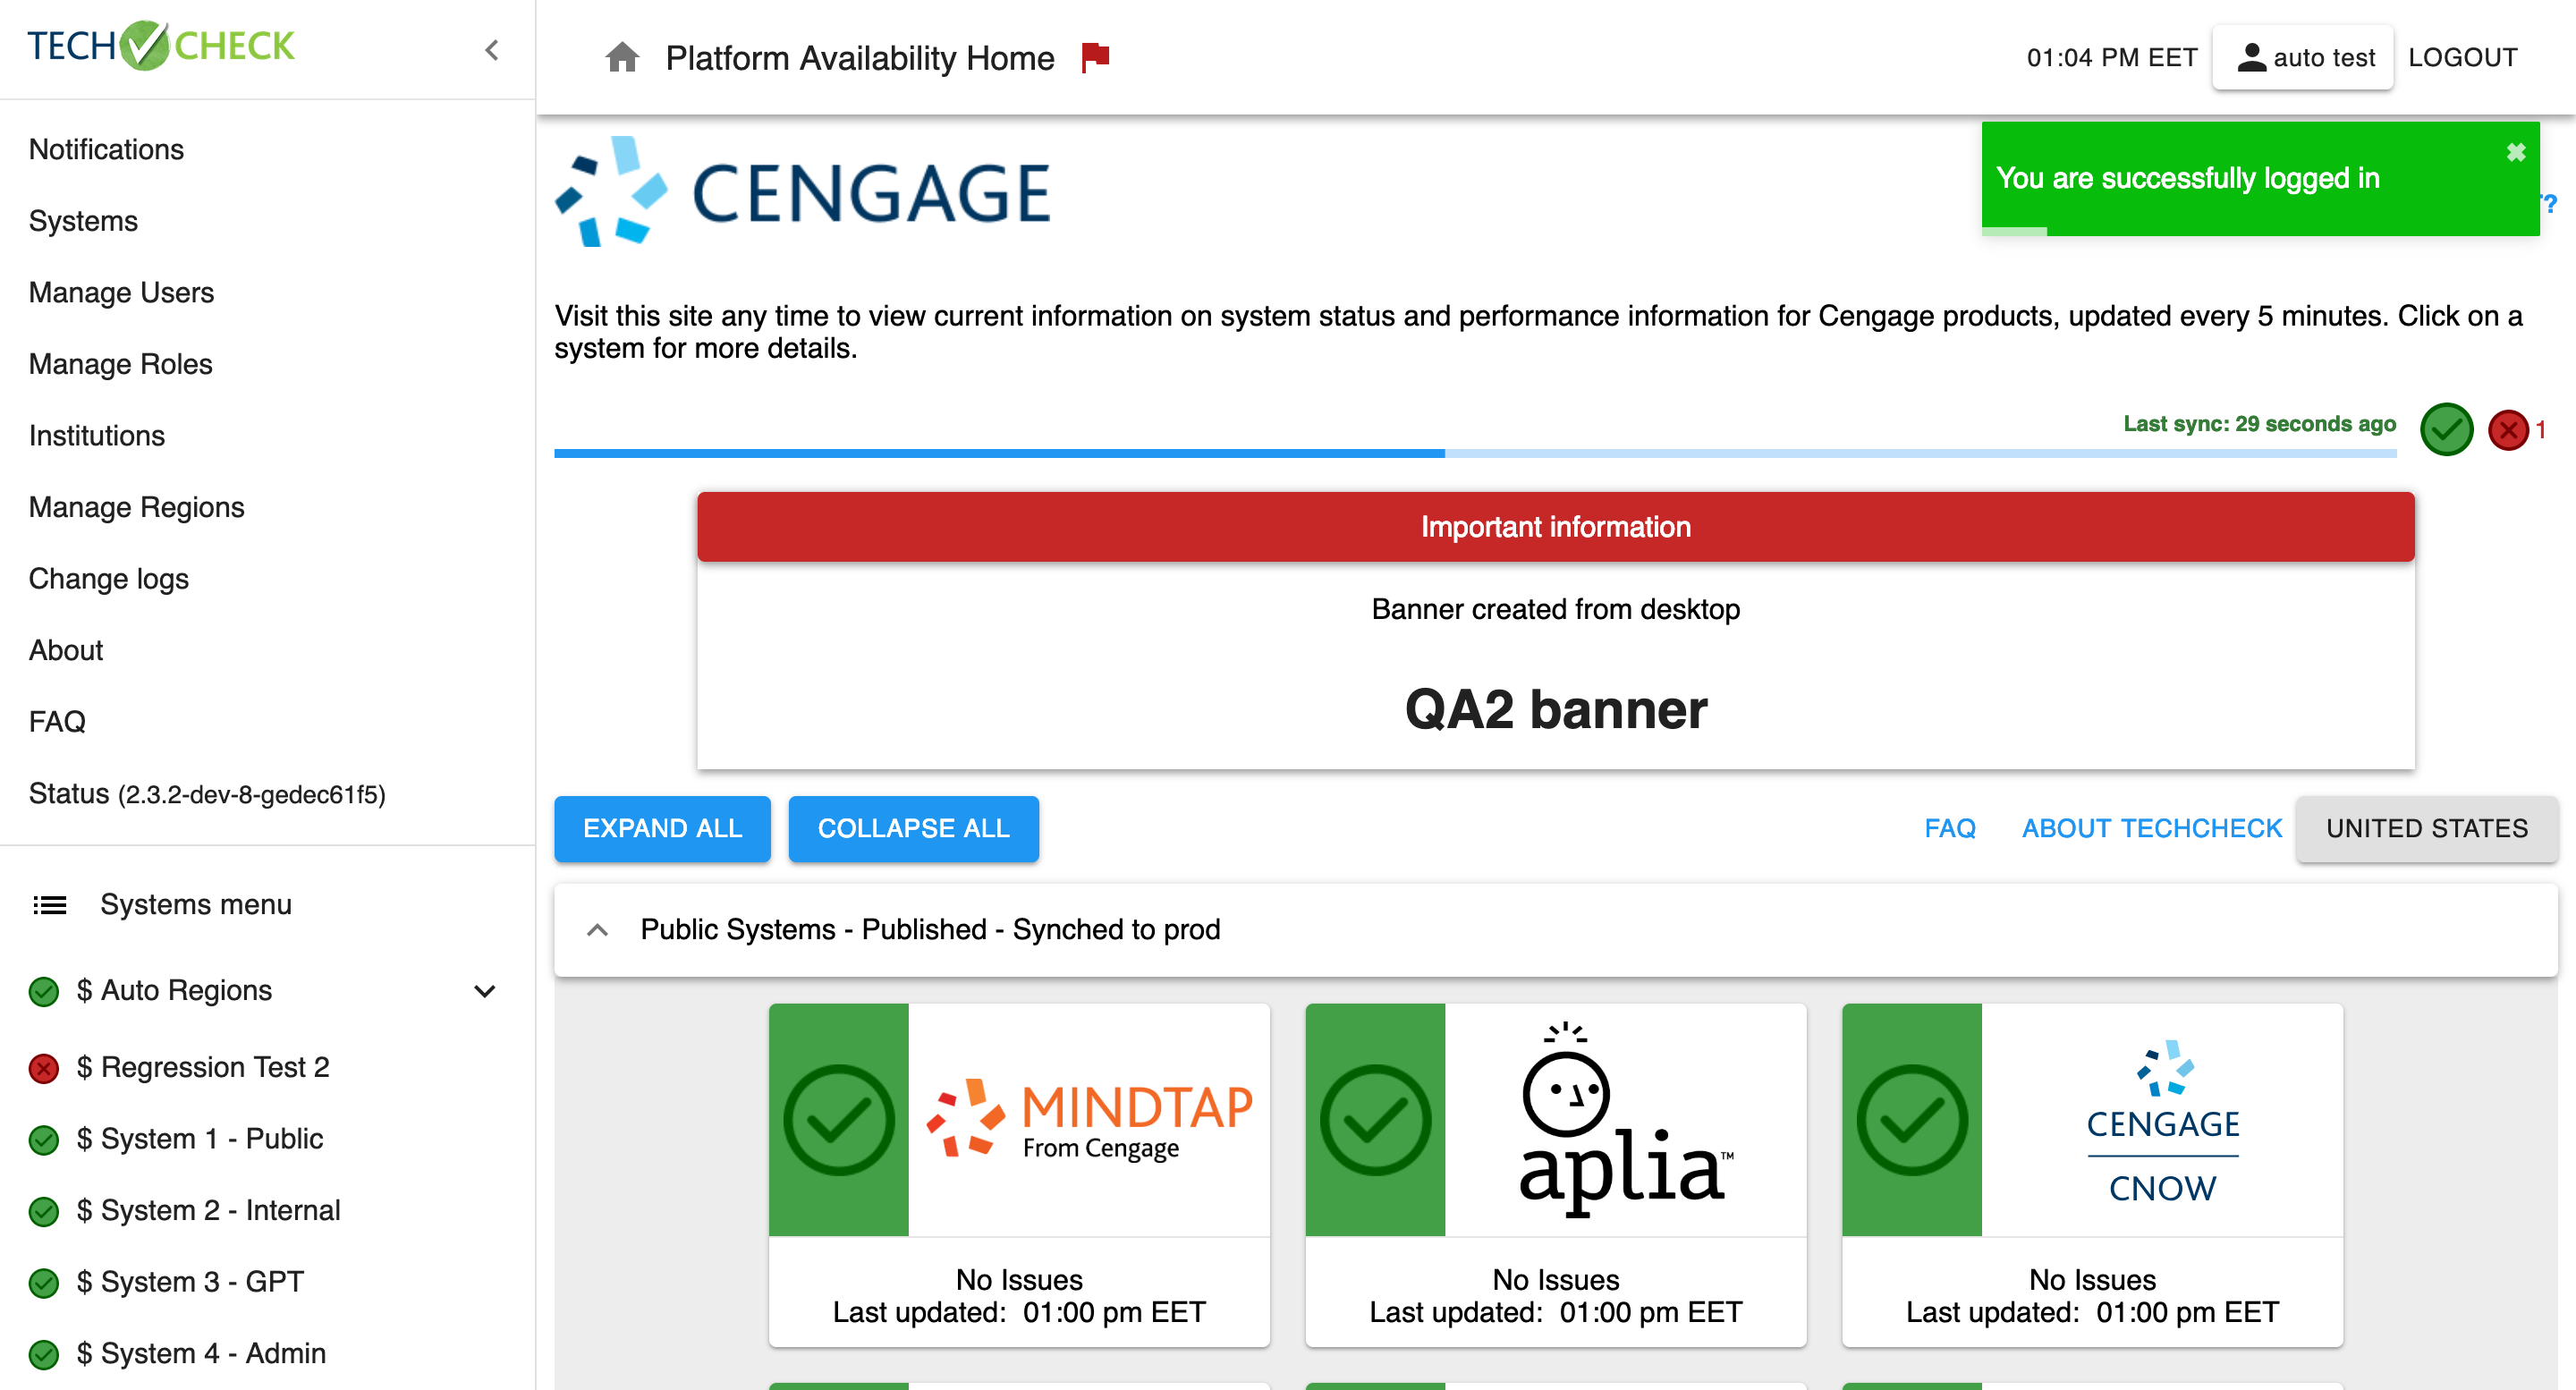 TECH CHECK
Notifications
Systems
Manage Users
Manage Roles
Institutions
Manage Regions
Change logs
About
FAQ
Status (2.3.2-dev-8-gedec61f5)
Systems menu
$ Auto Regions
$ Regression Test 2
$ System 1 - Public
$ System 2 - Internal
$ System 3 - GPT
$ System 4 - Admin
Platform Availability Home
01:04 PM EET
auto test
LOGOUT
CENGAGE
You are successfully logged in
?
Visit this site any time to view current information on system status and performance information for Cengage products, updated every 5 minutes. Click on a
system for more details.
Last sync: 29 seconds ago
1
Important information
Banner created from desktop
QA2 banner
EXPAND ALL
COLLAPSE ALL
FAQ
ABOUT TECHCHECK
UNITED STATES
Public Systems - Published - Synched to prod
MINDTAP
From Cengage
No Issues
Last updated: 01:00 pm EET
aplia™
No Issues
Last updated: 01:00 pm EET
CENGAGE
CNOW
No Issues
Last updated: 01:00 pm EET